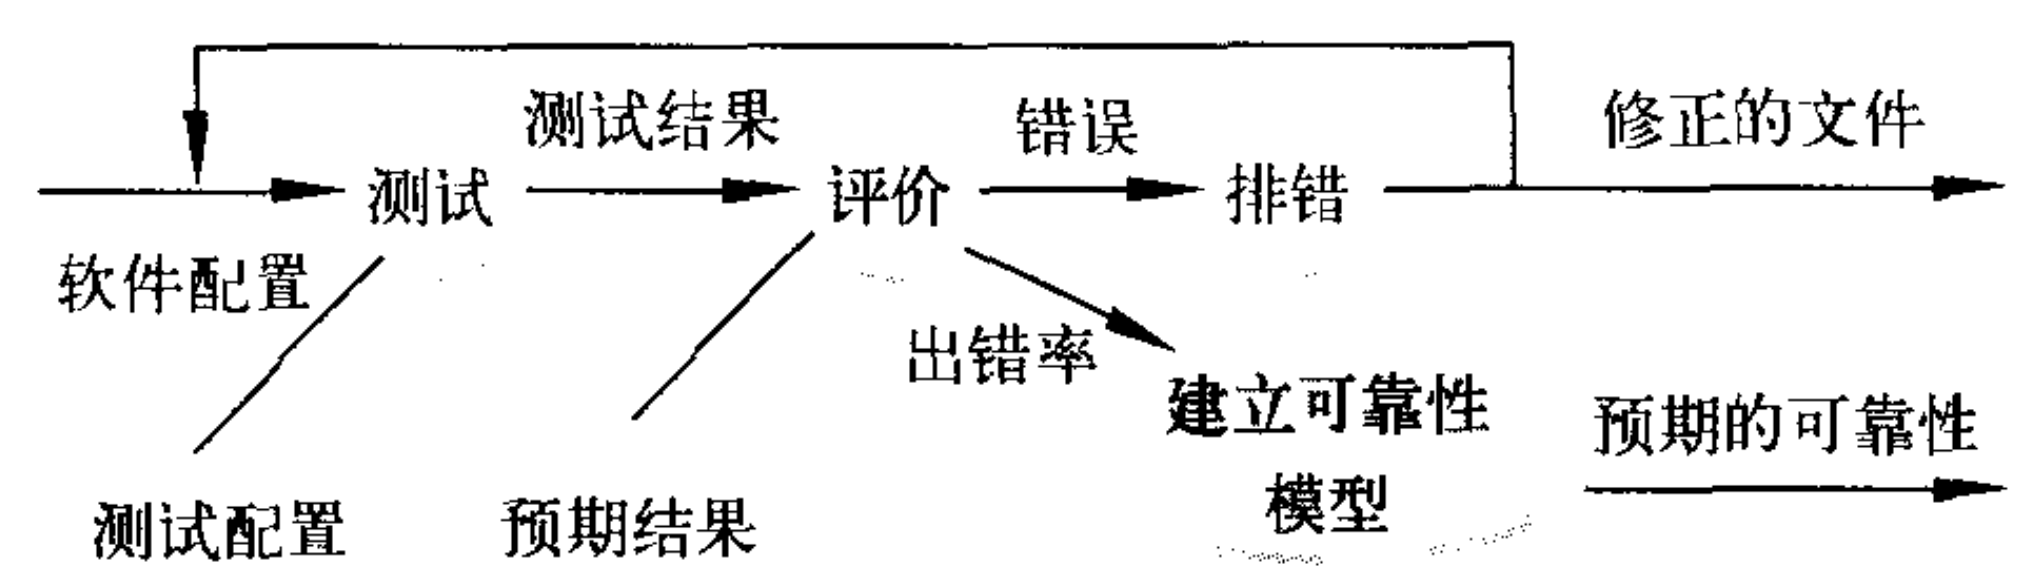 测试结果
错误
修正的文件
测试
评价
排错
软件配置
出错率
建立可靠性
模型
预期的可靠性
测试配置
预期结果